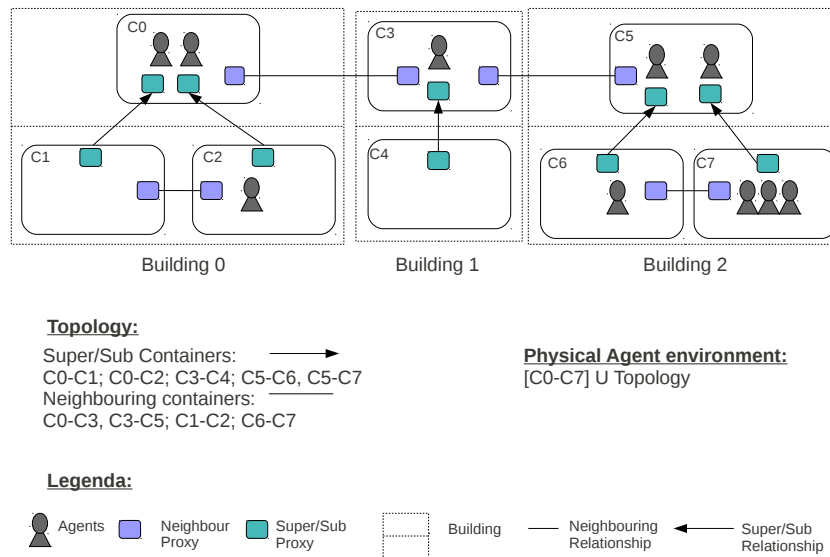 C0
C3
C5
C1
C2
C4
C6
C7
Building 0
Building 1
Building 2
Topology:
Super/Sub Containers:
C0-C1; C0-C2; C3-C4; C5-C6, C5-C7
Neighbouring containers:
C0-C3, C3-C5; C1-C2; C6-C7
Physical Agent environment:
[C0-C7] U Topology
Legenda:
Agents
Neighbour
Proxy
Super/Sub
Proxy
Building
Neighbouring
Relationship
Super/Sub
Relationship